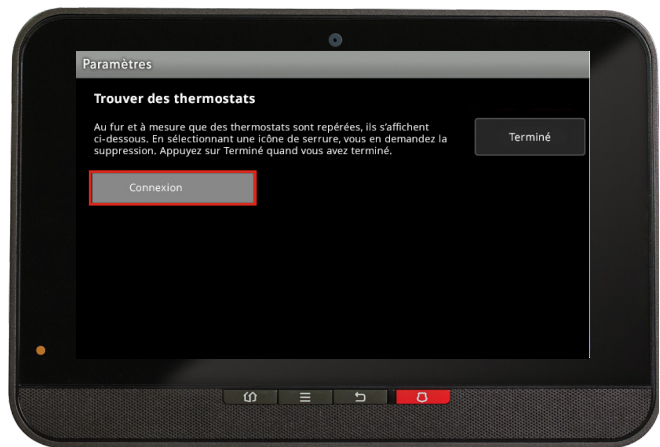 Paramètres
Trouver des thermostats
Au fur et à mesure que des thermostats sont repérées, ils s’affichent
ci-dessous. En sélectionnant une icône de serrure, vous en demandez la
suppression. Appuyez sur Terminé quand vous avez terminé.
Terminé
Connexion